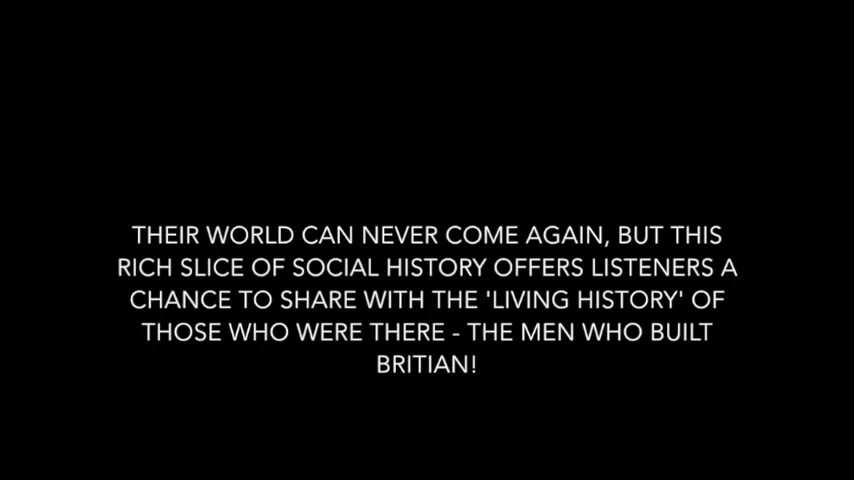 THEIR WORLD CAN NEVER COME AGAIN, BUT THIS
RICH SLICE OF SOCIAL HISTORY OFFERS LISTENERS A
CHANCE TO SHARE WITH THE 'LIVING HISTORY' OF
THOSE WHO WERE THERE - THE MEN WHO BUILT
BRITIAN!